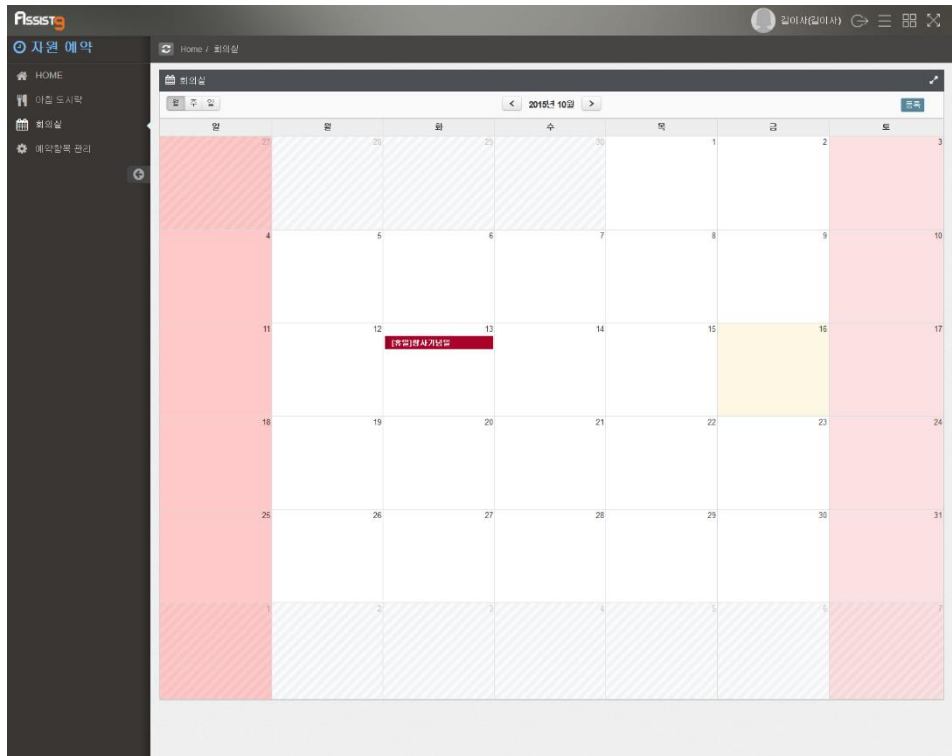 Assist9
길이사(길이사)
자원 예약
Home / 회의실
HOME
아침 도시락
회의실
예약항목 관리
회의실
월 주 일
< 2015년 10월 >
등록
일 월 화 수 목 금 토
27 28 29 30 1 2 3
4 5 6 7 8 9 10
11 12 13 14 15 16 17
[휴일]창사기념일
18 19 20 21 22 23 24
25 26 27 28 29 30 31
1 2 3 4 5 6 7